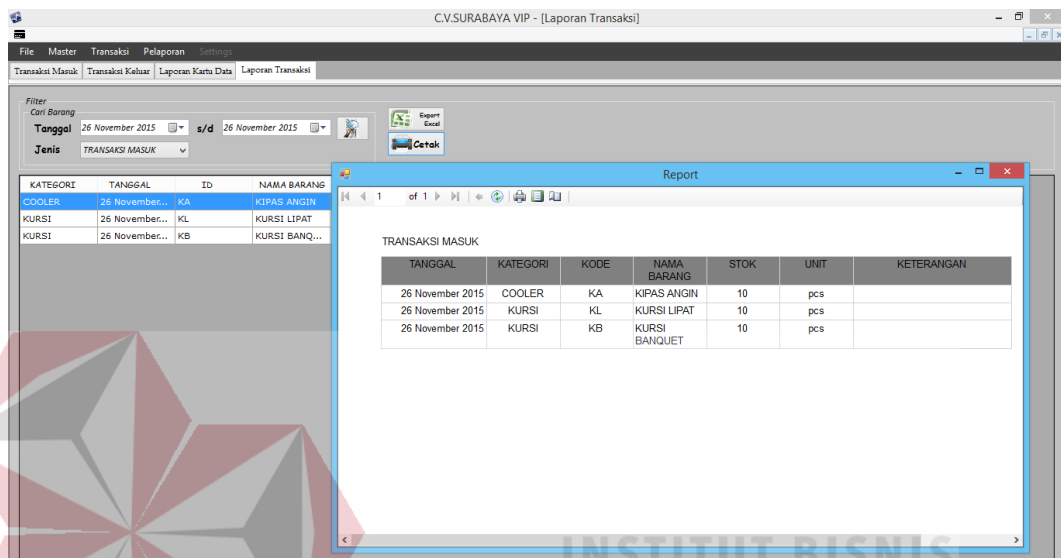 C.V.SURABAYA VIP - [Laporan Transaksi]
File Master Transaksi Pelaporan Settings
Transaksi Masuk Transaksi Keluar Laporan Kartu Data Laporan Transaksi
Filter
Cari Barang
Tanggal 26 November 2015 s/d 26 November 2015
Jenis TRANSAKSI MASUK
Export
Excel
Cetak
KATEGORI TANGGAL ID NAMA BARANG
COOLER 26 November... KA KIPAS ANGIN
KURSI 26 November... KL KURSI LIPAT
KURSI 26 November... KB KURSI BANQ...
Report
1 of 1
TRANSAKSI MASUK
TANGGAL KATEGORI KODE NAMA BARANG STOK UNIT KETERANGAN
26 November 2015 COOLER KA KIPAS ANGIN 10 pcs
26 November 2015 KURSI KL KURSI LIPAT 10 pcs
26 November 2015 KURSI KB KURSI BANQUET 10 pcs
INSTITUT BISNIS